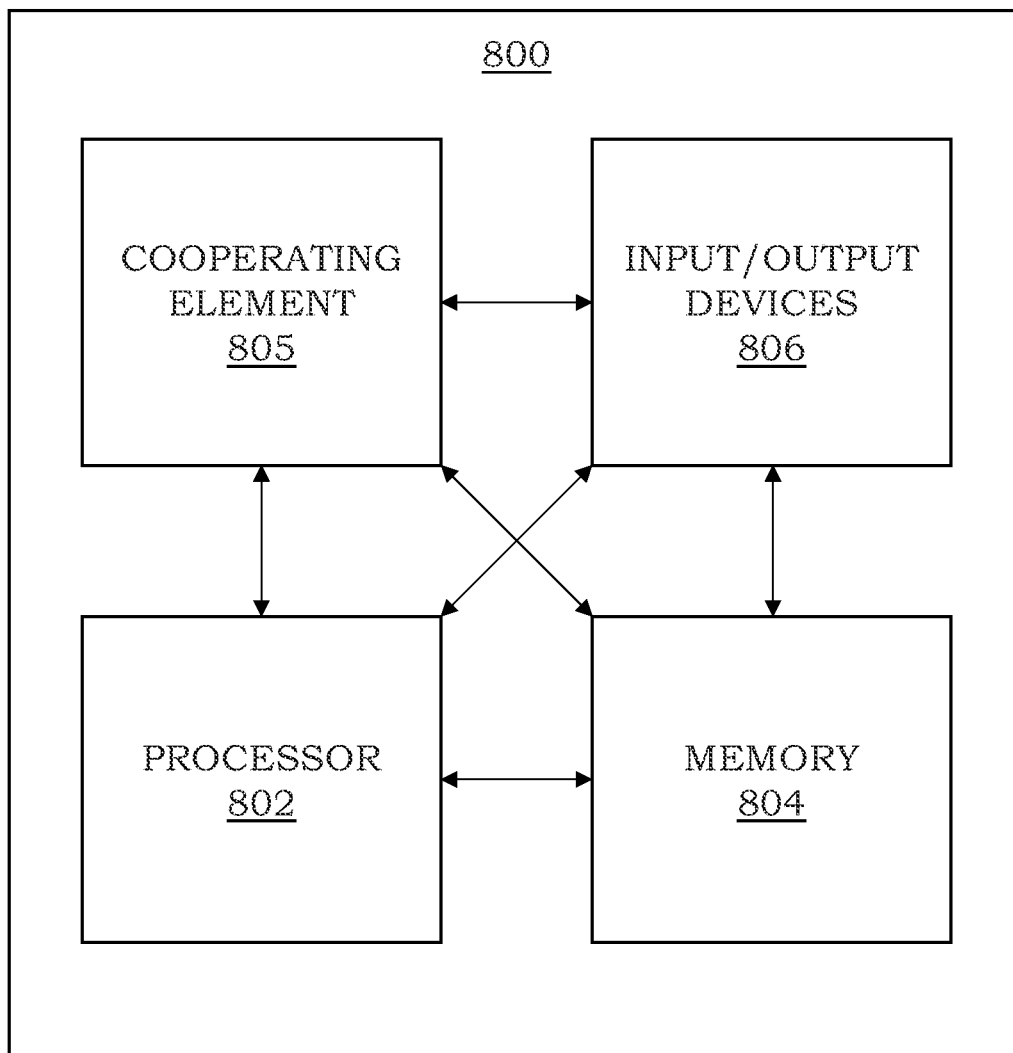 800
COOPERATING
ELEMENT
805
INPUT/OUTPUT
DEVICES
806
PROCESSOR
802
MEMORY
804